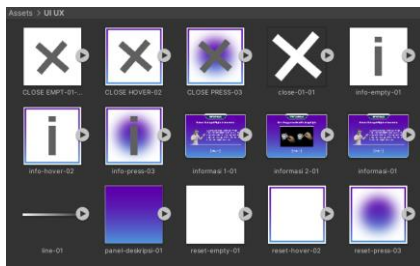 Assets > UI UX
CLOSE EMPT-01-...
CLOSE HOVER-02
CLOSE PRESS-03
close-01-01
info-empty-01
info-hover-02
info-press-03
informasi 1-01
informasi 2-01
informasi-01
line-01
panel-deskripsi-01
reset-empty-01
reset-hover-02
reset-press-03